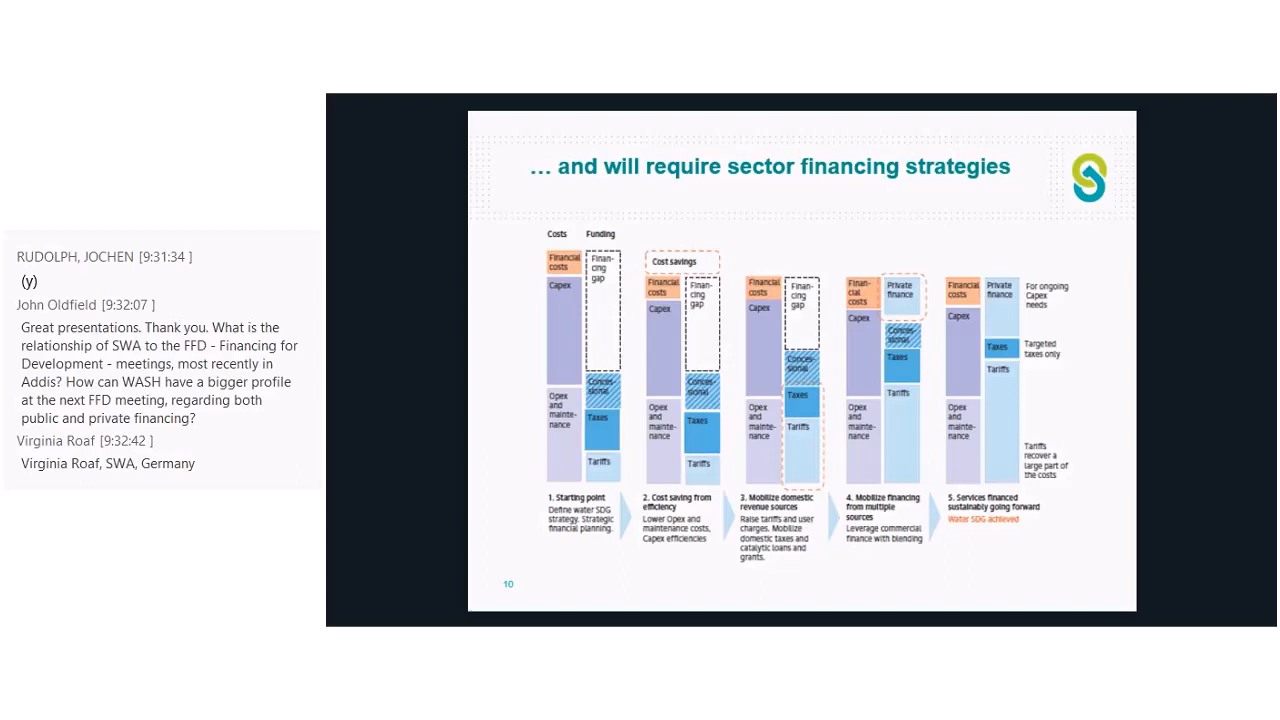 RUDOLPH, JOCHEN [9:31:34 ]
(y)
John Oldfield [9:32:07 ]
Great presentations. Thank you. What is the
relationship of SWA to the FFD - Financing for
Development - meetings, most recently in
Addis? How can WASH have a bigger profile
at the next FFD meeting, regarding both
public and private financing?
Virginia Roaf [9:32:42 ]
Virginia Roaf, SWA, Germany
... and will require sector financing strategies
Costs
Funding
Financial
costs
Capex
Opex
and
mainte-
nance
Finan-
cing
gap
Conces-
sional
Taxes
Tariffs
Cost savings
Financial
costs
Capex
Opex
and
mainte-
nance
Finan-
cing
gap
Conces-
sional
Taxes
Tariffs
Financial
costs
Capex
Opex
and
mainte-
nance
Finan-
cing
gap
Conces-
sional
Taxes
Tariffs
Finan-
cial
costs
Capex
Opex
and
mainte-
nance
Private
finance
Conces-
sional
Taxes
Tariffs
Financial
costs
Capex
Opex
and
mainte-
nance
Private
finance
Taxes
Tariffs
For ongoing
Capex
needs
Targeted
taxes only
Tariffs
recover a
large part of
the costs
1. Starting point
Define water SDG
strategy. Strategic
financial planning.
2. Cost saving from
efficiency
Lower Opex and
maintenance costs,
Capex efficiencies
3. Mobilize domestic
revenue sources
Raise tariffs and user
charges. Mobilize
domestic taxes and
catalytic loans and
grants.
4. Mobilize financing
from multiple
sources
Leverage commercial
finance with blending
5. Services financed
sustainably going forward
Water SDG achieved
10